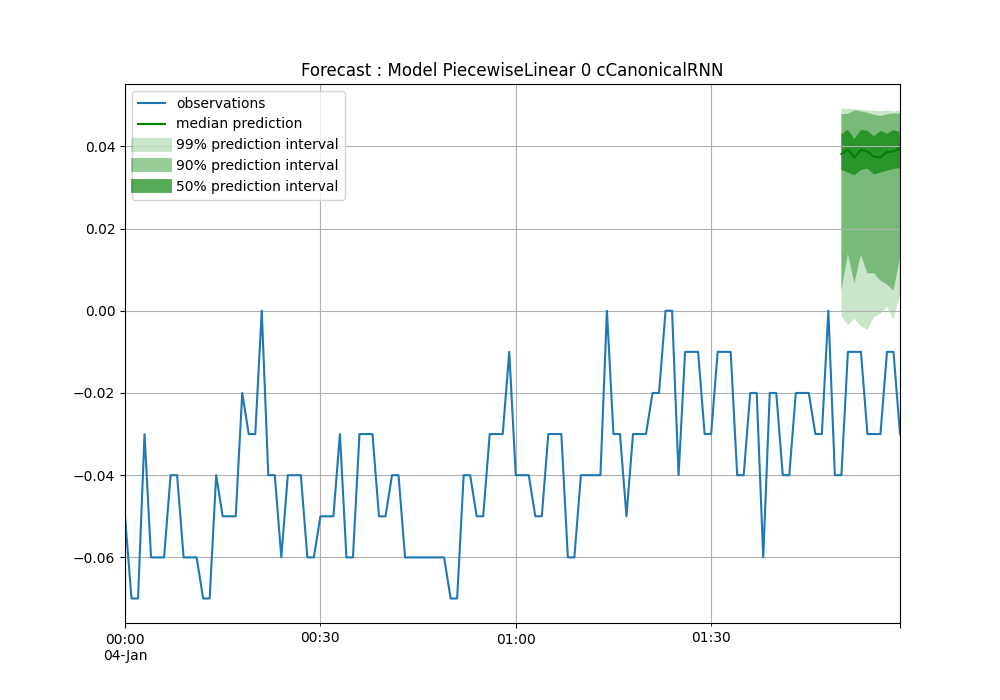 Forecast : Model PiecewiseLinear 0 cCanonicalRNN
observations
median prediction
99% prediction interval
90% prediction interval
50% prediction interval
0.04
0.02
0.00
−0.02
−0.04
−0.06
00:00
04-Jan
00:30
01:00
01:30